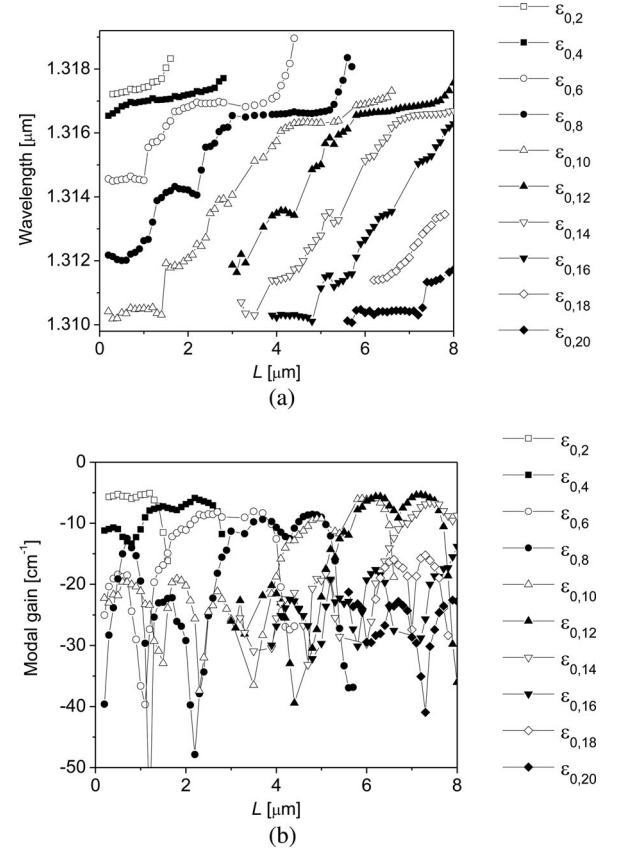 1.318
1.316
1.314
1.312
1.310
Wavelength [µm]
0 2 4 6 8
L [µm]
(a)
ε0,2
ε0,4
ε0,6
ε0,8
ε0,10
ε0,12
ε0,14
ε0,16
ε0,18
ε0,20
0
-10
-20
-30
-40
-50
Modal gain [cm-1]
0 2 4 6 8
L [µm]
(b)
ε0,2
ε0,4
ε0,6
ε0,8
ε0,10
ε0,12
ε0,14
ε0,16
ε0,18
ε0,20